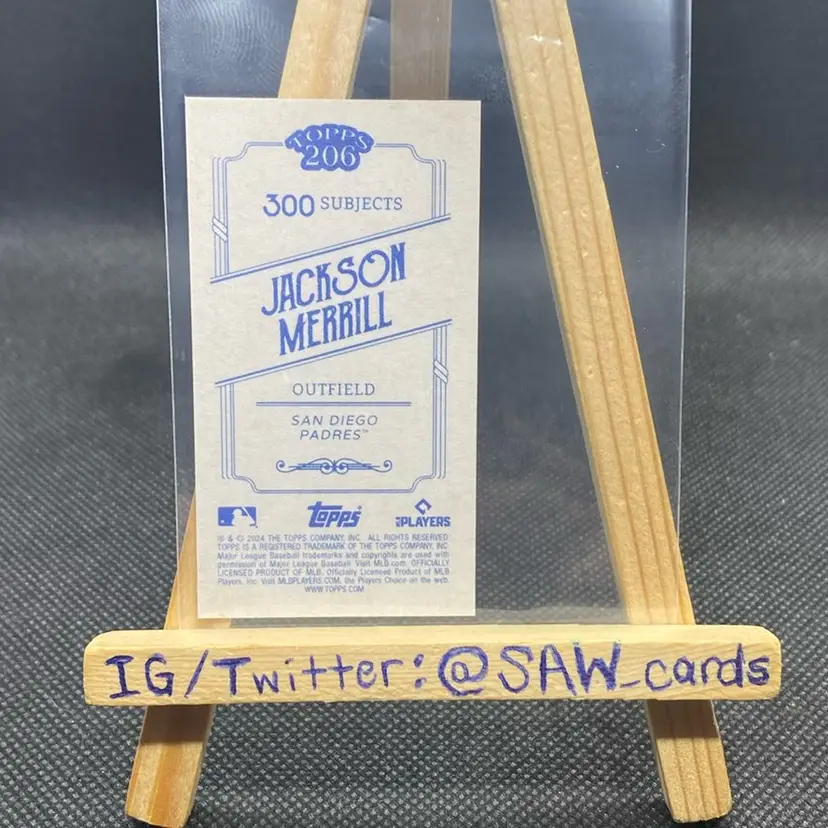 TOPPS
206
300 SUBJECTS
JACKSON
MERRILL
OUTFIELD
SAN DIEGO
PADRES™
topps
MLB PLAYERS
® & © 2024 THE TOPPS COMPANY, INC. ALL RIGHTS RESERVED
TOPPS IS A REGISTERED TRADEMARK OF THE TOPPS COMPANY, INC.
Major League Baseball trademarks and copyrights are used with
permission of Major League Baseball. Visit MLB.com. OFFICIALLY
LICENSED PRODUCT OF MLB. Officially Licensed Product of MLB
Players, Inc. Visit MLBPLAYERS.COM, the Players Choice on the web.
WWW.TOPPS.COM
IG/Twitter: @SAW_cards